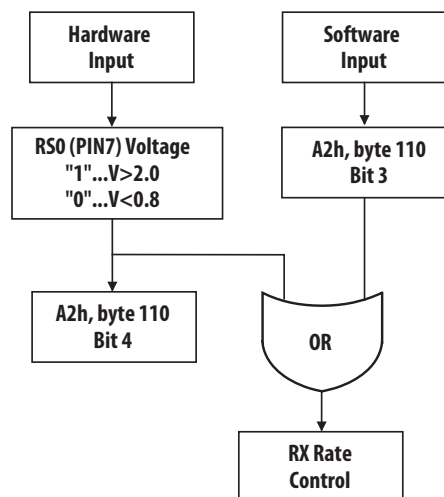 Hardware
Input
Software
Input
RS0 (PIN7) Voltage
"1"...V>2.0
"0"...V<0.8
A2h, byte 110
Bit 3
A2h, byte 110
Bit 4
OR
RX Rate
Control